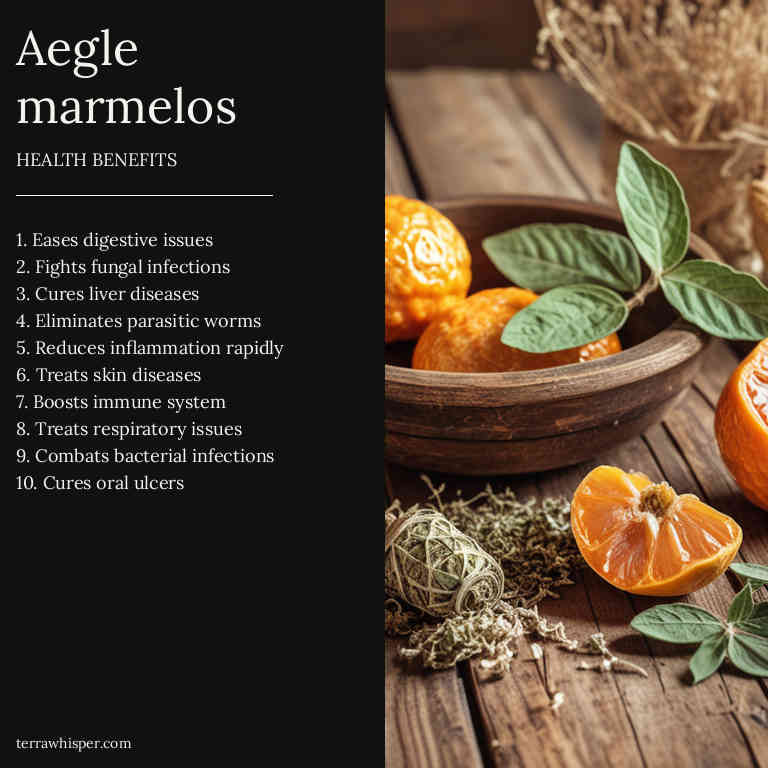 Aegle
marmelos
HEALTH BENEFITS
1. Eases digestive issues
2. Fights fungal infections
3. Cures liver diseases
4. Eliminates parasitic worms
5. Reduces inflammation rapidly
6. Treats skin diseases
7. Boosts immune system
8. Treats respiratory issues
9. Combats bacterial infections
10. Cures oral ulcers
terrawhisper.com